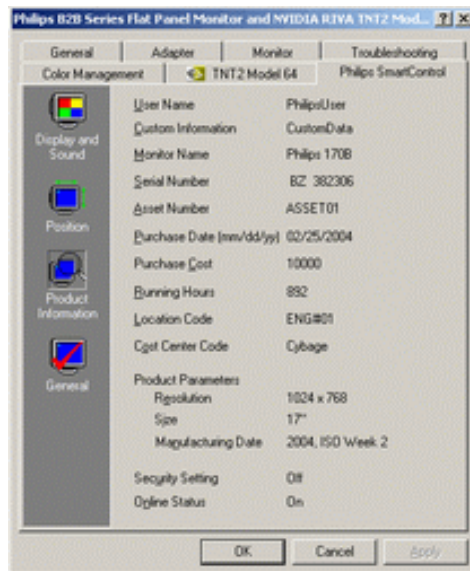 Philips B2B Series Flat Panel Monitor and NVIDIA RIVA TNT2 Mod...
General Adapter Monitor Troubleshooting
Color Management TNT2 Model 64 Philips SmartControl
Display and
Sound
Position
Product
Information
General
User Name PhilipsUser
Custom Information CustomData
Monitor Name Philips 170B
Serial Number BZ 382306
Asset Number ASSET01
Purchase Date (mm/dd/yy) 02/25/2004
Purchase Cost 10000
Running Hours 892
Location Code ENG#01
Cost Center Code Cybage
Product Parameters
Resolution 1024 x 768
Size 17"
Manufacturing Date 2004, ISO Week 2
Security Setting Off
Online Status On
OK Cancel Apply